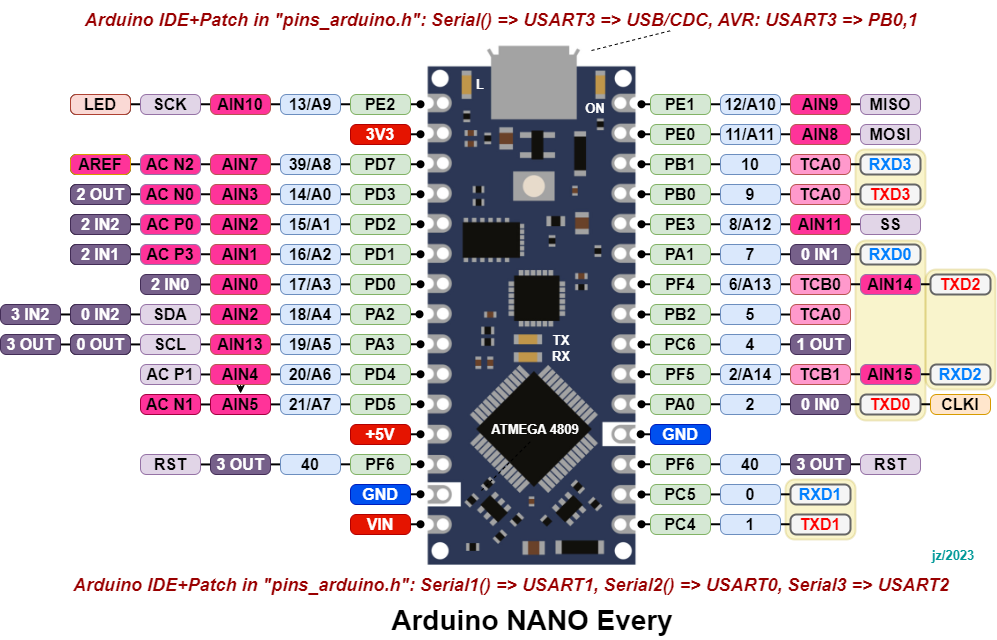 Arduino IDE+Patch in "pins_arduino.h": Serial() => USART3 => USB/CDC, AVR: USART3 => PB0,1
L
ON
LED SCK AIN10 13/A9 PE2 PE1 12/A10 AIN9 MISO
3V3 PE0 11/A11 AIN8 MOSI
AREF AC N2 AIN7 39/A8 PD7 PB1 10 TCA0 RXD3
2 OUT AC N0 AIN3 14/A0 PD3 PB0 9 TCA0 TXD3
2 IN2 AC P0 AIN2 15/A1 PD2 PE3 8/A12 AIN11 SS
2 IN1 AC P3 AIN1 16/A2 PD1 PA1 7 0 IN1 RXD0
2 IN0 AIN0 17/A3 PD0 PF4 6/A13 TCB0 AIN14 TXD2
3 IN2 0 IN2 SDA AIN2 18/A4 PA2 PB2 5 TCA0
3 OUT 0 OUT SCL AIN13 19/A5 PA3 TX PC6 4 1 OUT
RX
AC P1 AIN4 20/A6 PD4 PF5 2/A14 TCB1 AIN15 RXD2
AC N1 AIN5 21/A7 PD5 PA0 2 0 IN0 TXD0 CLKI
+5V ATMEGA 4809 GND
RST 3 OUT 40 PF6 PF6 40 3 OUT RST
GND PC5 0 RXD1
VIN PC4 1 TXD1
jz/2023
Arduino IDE+Patch in "pins_arduino.h": Serial1() => USART1, Serial2() => USART0, Serial3 => USART2
Arduino NANO Every